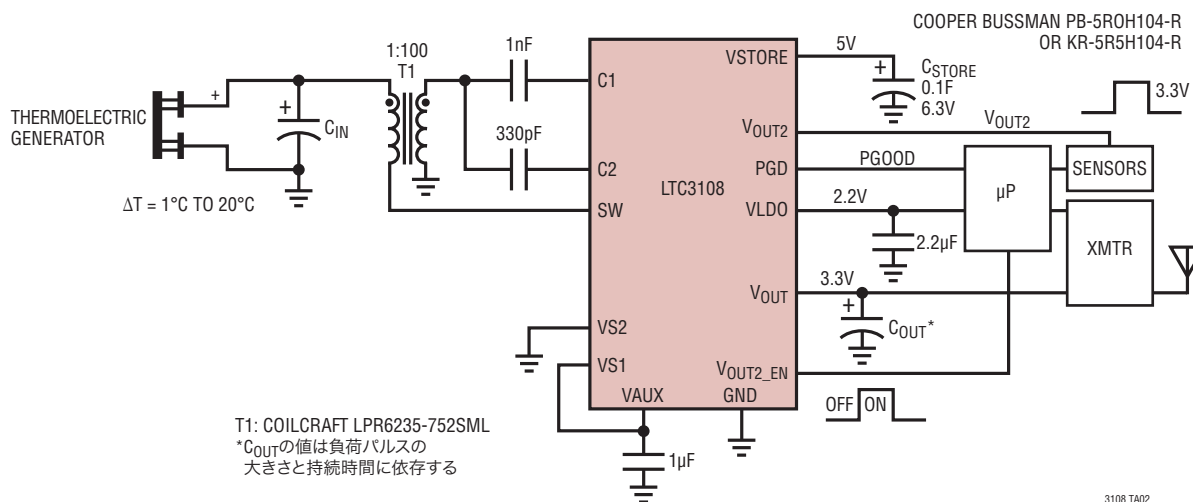 COOPER BUSSMAN PB-5ROH104-R
OR KR-5R5H104-R
1:100
T1
1nF
330pF
THERMOELECTRIC
GENERATOR
+
+
CIN
ΔT = 1°C TO 20°C
C1
C2
SW
VS2
VS1
VAUX
GND
LTC3108
VSTORE
VOUT2
PGD
VLDO
VOUT
VOUT2_EN
5V
+
CSTORE
0.1F
6.3V
3.3V
VOUT2
PGOOD
2.2V
2.2µF
3.3V
+
COUT*
µP
SENSORS
XMTR
OFF
ON
1µF
T1: COILCRAFT LPR6235-752SML
*COUTの値は負荷パルスの
大きさと持続時間に依存する
3108 TA02